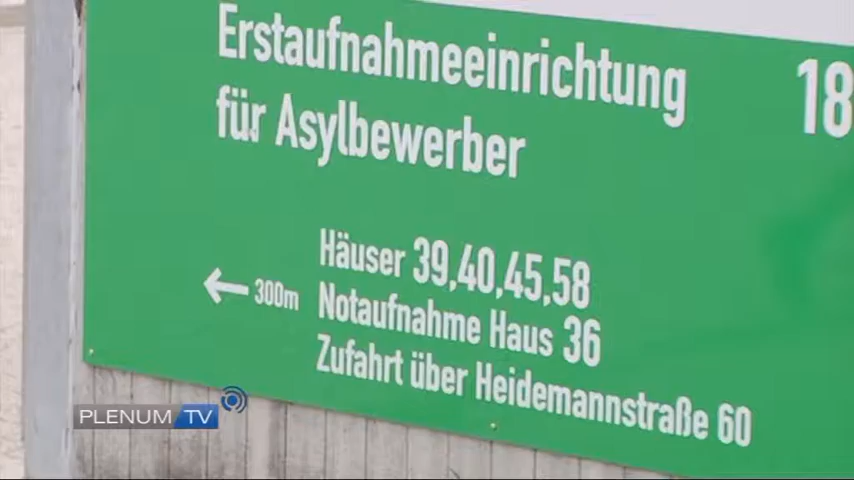 Erstaufnahmeeinrichtung 18
für Asylbewerber
Häuser 39,40,45,58
← 300m
Notaufnahme Haus 36
Zufahrt über Heidemannstraße 60
PLENUM TV